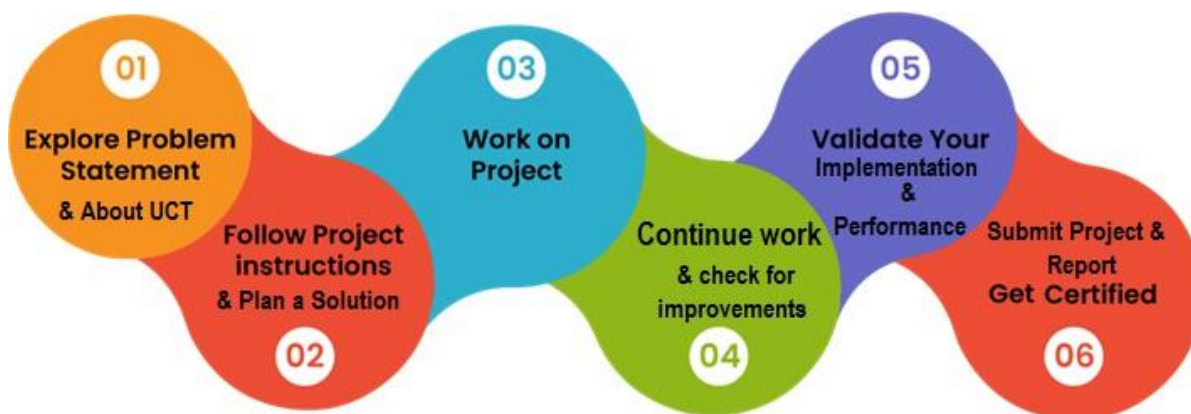 01
Explore Problem
Statement
& About UCT
Follow Project
instructions
& Plan a Solution
02
03
Work on
Project
Continue work
& check for
improvements
04
05
Validate Your
Implementation
&
Performance
Submit Project &
Report
Get Certified
06